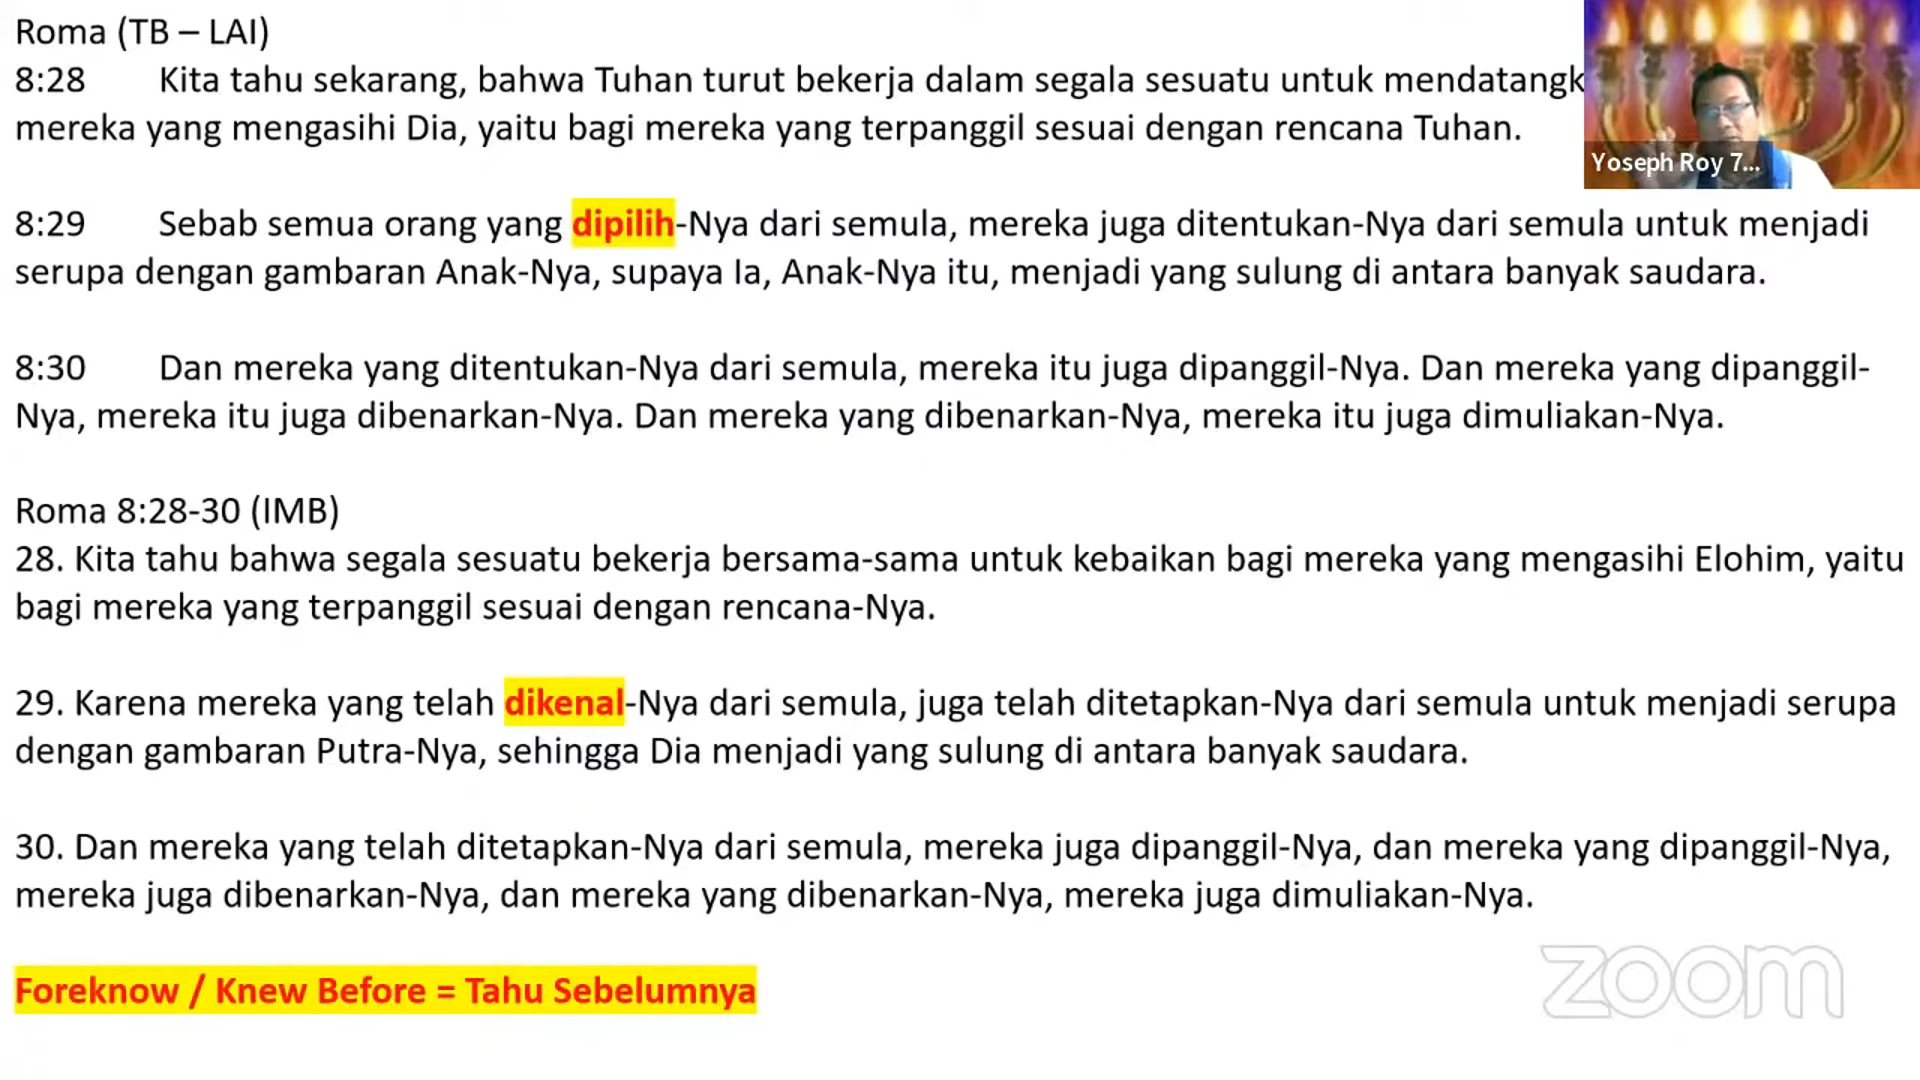 Roma (TB – LAI)
8:28 Kita tahu sekarang, bahwa Tuhan turut bekerja dalam segala sesuatu untuk mendatangk
mereka yang mengasihi Dia, yaitu bagi mereka yang terpanggil sesuai dengan rencana Tuhan.
Yoseph Roy 7...
8:29 Sebab semua orang yang dipilih-Nya dari semula, mereka juga ditentukan-Nya dari semula untuk menjadi
serupa dengan gambaran Anak-Nya, supaya Ia, Anak-Nya itu, menjadi yang sulung di antara banyak saudara.
8:30 Dan mereka yang ditentukan-Nya dari semula, mereka itu juga dipanggil-Nya. Dan mereka yang dipanggil-
Nya, mereka itu juga dibenarkan-Nya. Dan mereka yang dibenarkan-Nya, mereka itu juga dimuliakan-Nya.
Roma 8:28-30 (IMB)
28. Kita tahu bahwa segala sesuatu bekerja bersama-sama untuk kebaikan bagi mereka yang mengasihi Elohim, yaitu
bagi mereka yang terpanggil sesuai dengan rencana-Nya.
29. Karena mereka yang telah dikenal-Nya dari semula, juga telah ditetapkan-Nya dari semula untuk menjadi serupa
dengan gambaran Putra-Nya, sehingga Dia menjadi yang sulung di antara banyak saudara.
30. Dan mereka yang telah ditetapkan-Nya dari semula, mereka juga dipanggil-Nya, dan mereka yang dipanggil-Nya,
mereka juga dibenarkan-Nya, dan mereka yang dibenarkan-Nya, mereka juga dimuliakan-Nya.
Foreknow / Knew Before = Tahu Sebelumnya
zoom